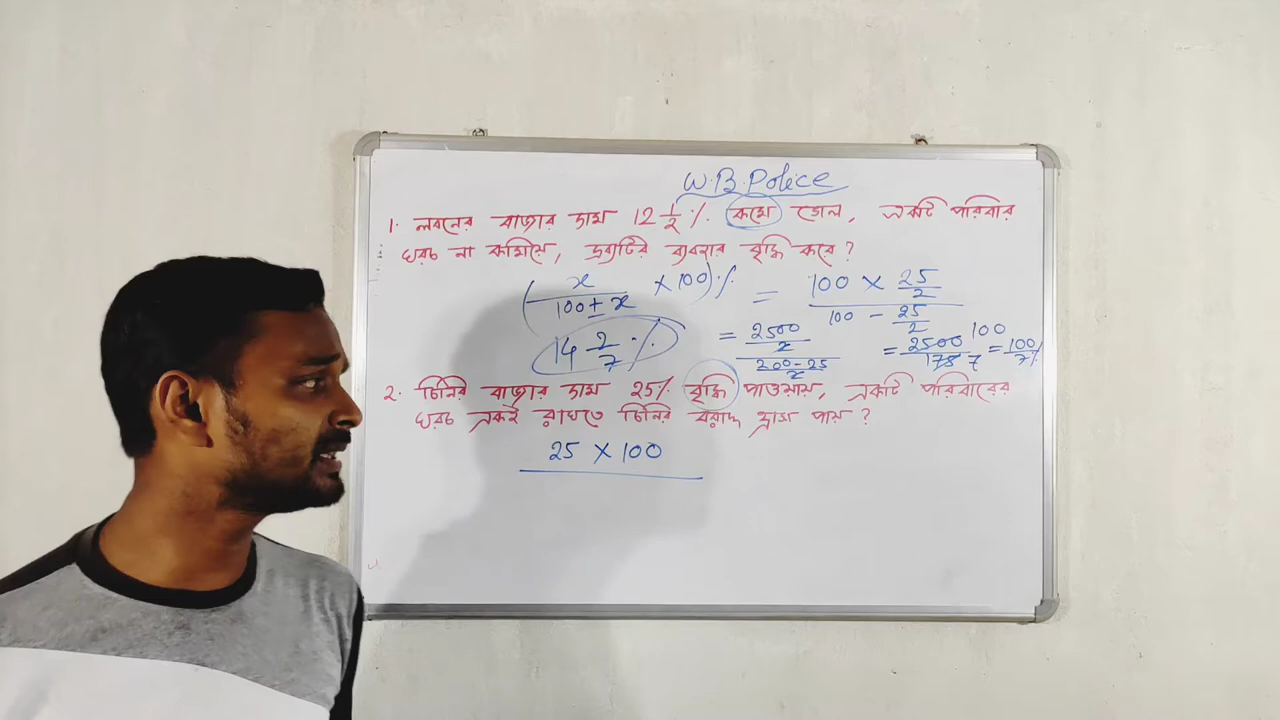 W.B.Police
1. লবনের বাজার দাম 12 1/2 % কমে গেল, একটি পরিবার
খরচ না কমিয়ে, দ্রব্যটির ব্যবহার বৃদ্ধি করে ?
(x / 100 ± x × 100) % = 100 × 25/2 / 100 - 25/2
14 2/7 % = 2500/2 / 200-25/2 = 2500 100 / 175 7 = 100/7 %
2. চিনির বাজার দাম 25% বৃদ্ধি পাওয়ায়, একটি পরিবারের
খরচ একই রাখতে চিনির বরাদ্দ হ্রাস পায় ?
25 × 100